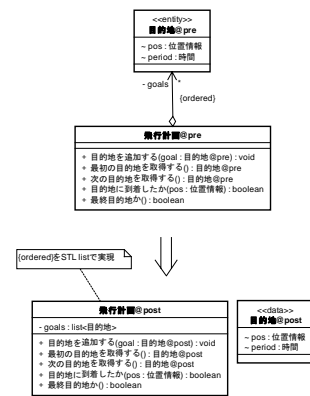 <<entity>>
目的地@pre
~ pos : 位置情報
~ period : 時間
- goals
*
{ordered}
飛行計画@pre
+ 目的地を追加する(goal : 目的地@pre) : void
+ 最初の目的地を取得する() : 目的地@pre
+ 次の目的地を取得する() : 目的地@pre
+ 目的地に到着したか(pos : 位置情報) : boolean
+ 最終目的地か() : boolean
{ordered}をSTL listで実現
飛行計画@post
- goals : list<目的地>
+ 目的地を追加する(goal : 目的地@post) : void
+ 最初の目的地を取得する() : 目的地@post
+ 次の目的地を取得する() : 目的地@post
+ 目的地に到着したか(pos : 位置情報) : boolean
+ 最終目的地か() : boolean
<<data>>
目的地@post
~ pos : 位置情報
~ period : 時間